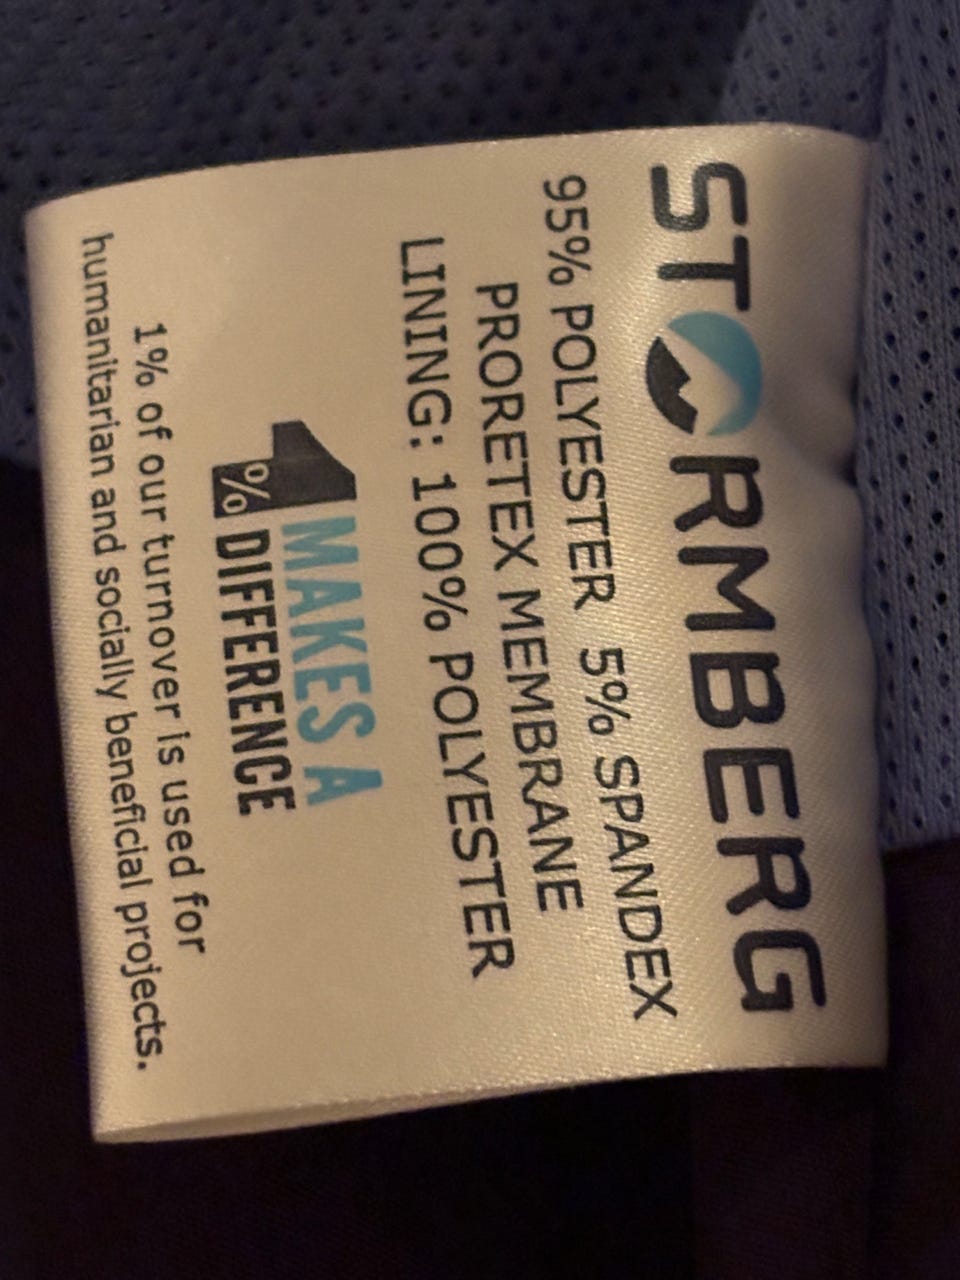 STORMBERG
95% POLYESTER 5% SPANDEX
PRORETEX MEMBRANE
LINING: 100% POLYESTER
1% MAKES A
DIFFERENCE
1% of our turnover is used for
humanitarian and socially beneficial projects.